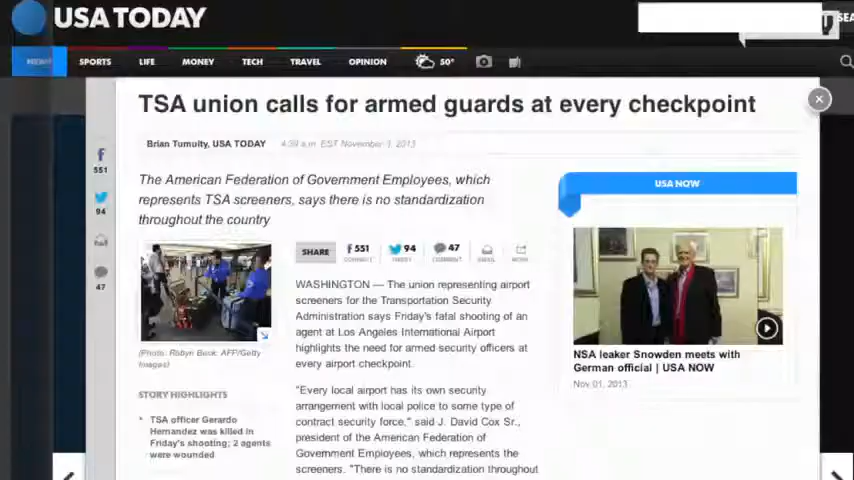 USA TODAY
SEA
NEWS
SPORTS
LIFE
MONEY
TECH
TRAVEL
OPINION
50°
TSA union calls for armed guards at every checkpoint
Brian Tumulty, USA TODAY
4:39 a.m. EST November 3, 2013
551
94
47
The American Federation of Government Employees, which
represents TSA screeners, says there is no standardization
throughout the country
SHARE
551
CONNECT
94
TWEET
47
COMMENT
EMAIL
MORE
(Photo: Robyn Beck, AFP/Getty
Images)
STORY HIGHLIGHTS
TSA officer Gerardo
Hernandez was killed in
Friday's shooting; 2 agents
were wounded
WASHINGTON — The union representing airport
screeners for the Transportation Security
Administration says Friday's fatal shooting of an
agent at Los Angeles International Airport
highlights the need for armed security officers at
every airport checkpoint.
"Every local airport has its own security
arrangement with local police to some type of
contract security force," said J. David Cox Sr.,
president of the American Federation of
Government Employees, which represents the
screeners. "There is no standardization throughout
USA NOW
NSA leaker Snowden meets with
German official | USA NOW
Nov 01, 2013